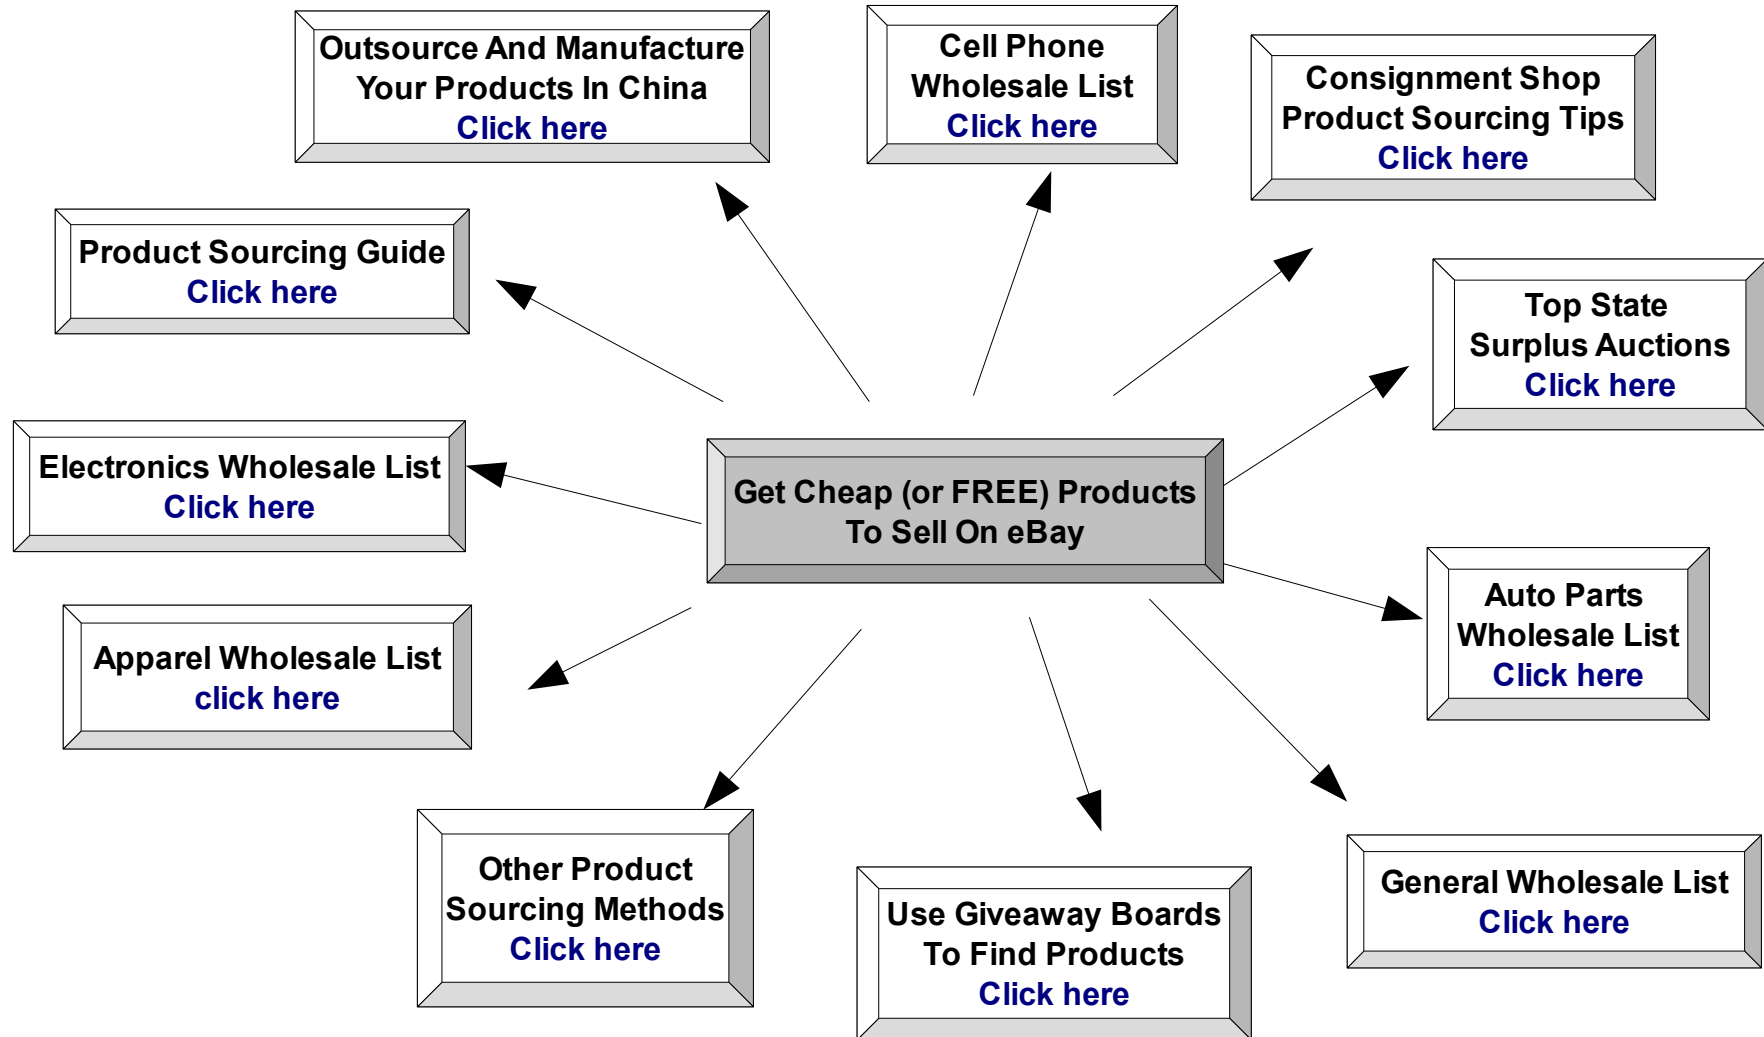 Outsource And Manufacture
Your Products In China
Click here
Cell Phone
Wholesale List
Click here
Consignment Shop
Product Sourcing Tips
Click here
Product Sourcing Guide
Click here
Top State
Surplus Auctions
Click here
Electronics Wholesale List
Click here
Get Cheap (or FREE) Products
To Sell On eBay
Auto Parts
Wholesale List
Click here
Apparel Wholesale List
click here
Other Product
Sourcing Methods
Click here
Use Giveaway Boards
To Find Products
Click here
General Wholesale List
Click here